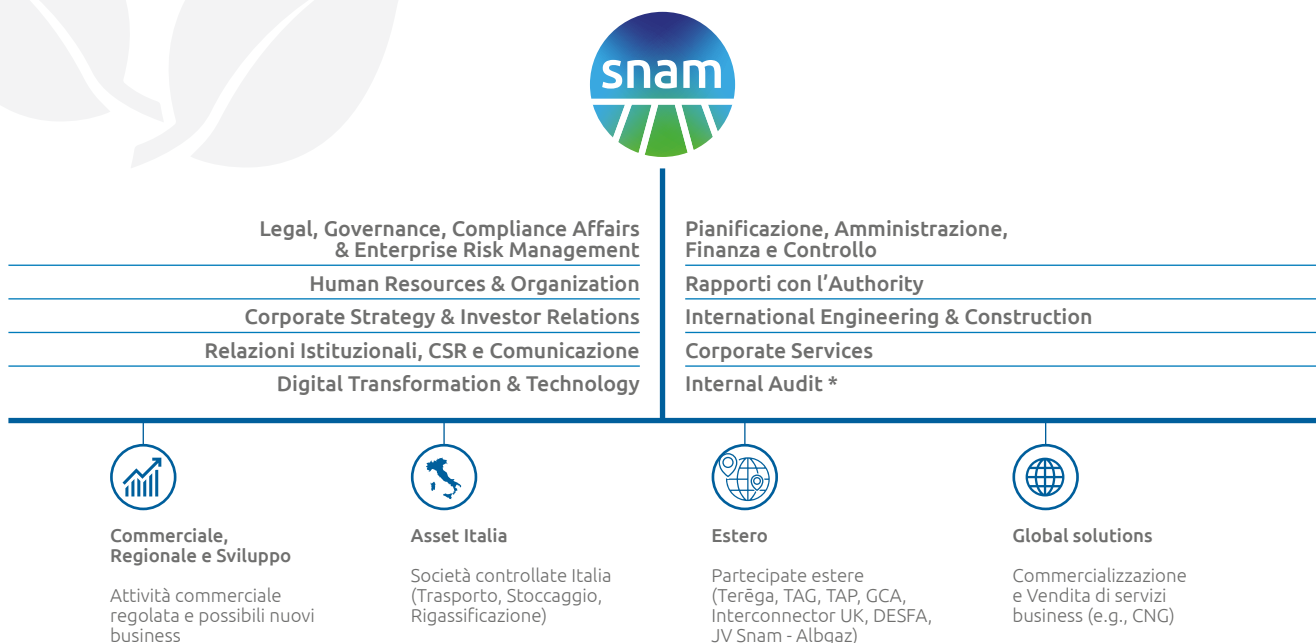 snam
Legal, Governance, Compliance Affairs
& Enterprise Risk Management
Human Resources & Organization
Corporate Strategy & Investor Relations
Relazioni Istituzionali, CSR e Comunicazione
Digital Transformation & Technology
Pianificazione, Amministrazione,
Finanza e Controllo
Rapporti con l’Authority
International Engineering & Construction
Corporate Services
Internal Audit *
Commerciale,
Regionale e Sviluppo
Attività commerciale
regolata e possibili nuovi
business
Asset Italia
Società controllate Italia
(Trasporto, Stoccaggio,
Rigassificazione)
Estero
Partecipate estere
(Terēga, TAG, TAP, GCA,
Interconnector UK, DESFA,
JV Snam - Albgaz)
Global solutions
Commercializzazione
e Vendita di servizi
business (e.g., CNG)